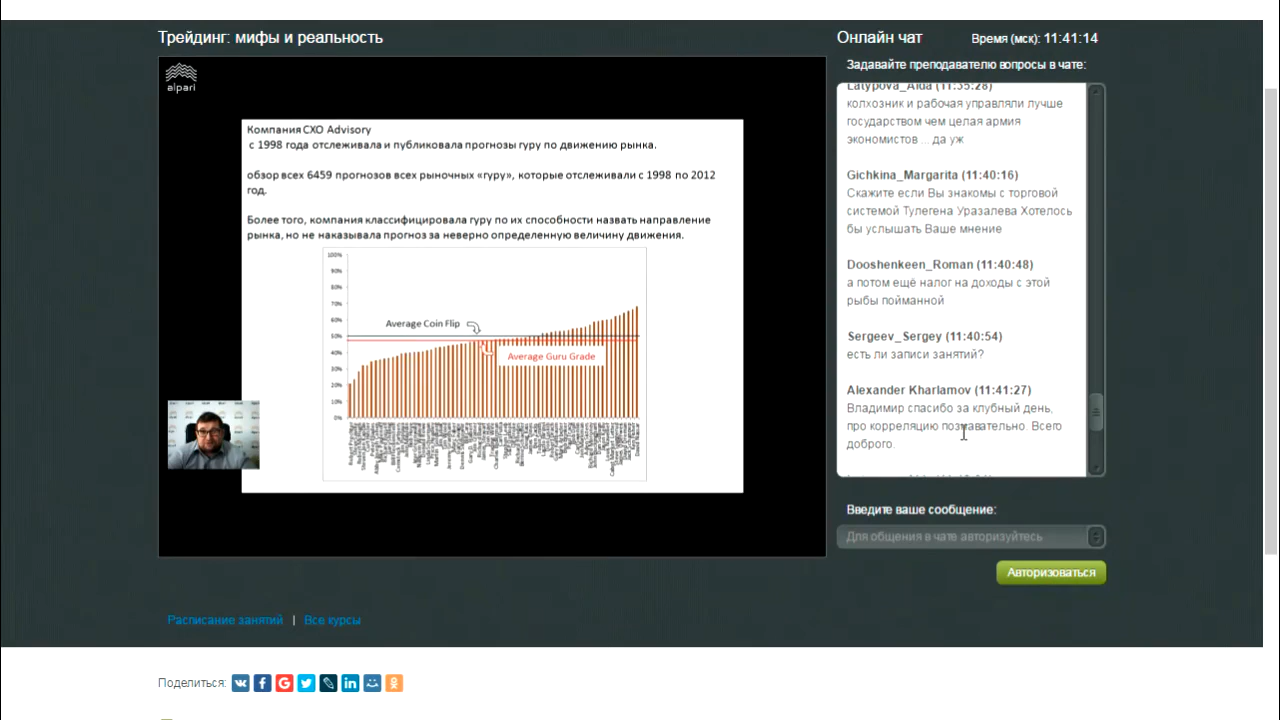 Трейдинг: мифы и реальность
Онлайн чат
Время (мск): 11:41:14
Задавайте преподавателю вопросы в чате:
alpari
Компания CXO Advisory
с 1998 года отслеживала и публиковала прогнозы гуру по движению рынка.
обзор всех 6459 прогнозов всех рыночных «гуру», которые отслеживали с 1998 по 2012
год.
Более того, компания классифицировала гуру по их способности назвать направление
рынка, но не наказывала прогноз за неверно определенную величину движения.
100%
90%
80%
70%
60%
50%
40%
30%
20%
10%
0%
Average Coin Flip
Average Guru Grade
Latypova_Aida (11:35:28)
колхозник и рабочая управляли лучше
государством чем целая армия
экономистов ... да уж
Gichkina_Margarita (11:40:16)
Скажите если Вы знакомы с торговой
системой Тулегена Уразалева Хотелось
бы услышать Ваше мнение
Dooshenkeen_Roman (11:40:48)
а потом ещё налог на доходы с этой
рыбы пойманной
Sergeev_Sergey (11:40:54)
есть ли записи занятий?
Alexander Kharlamov (11:41:27)
Владимир спасибо за клубный день,
про корреляцию познавательно. Всего
доброго.
Введите ваше сообщение:
Для общения в чате авторизуйтесь
Авторизоваться
Расписание занятий | Все курсы
Поделиться: